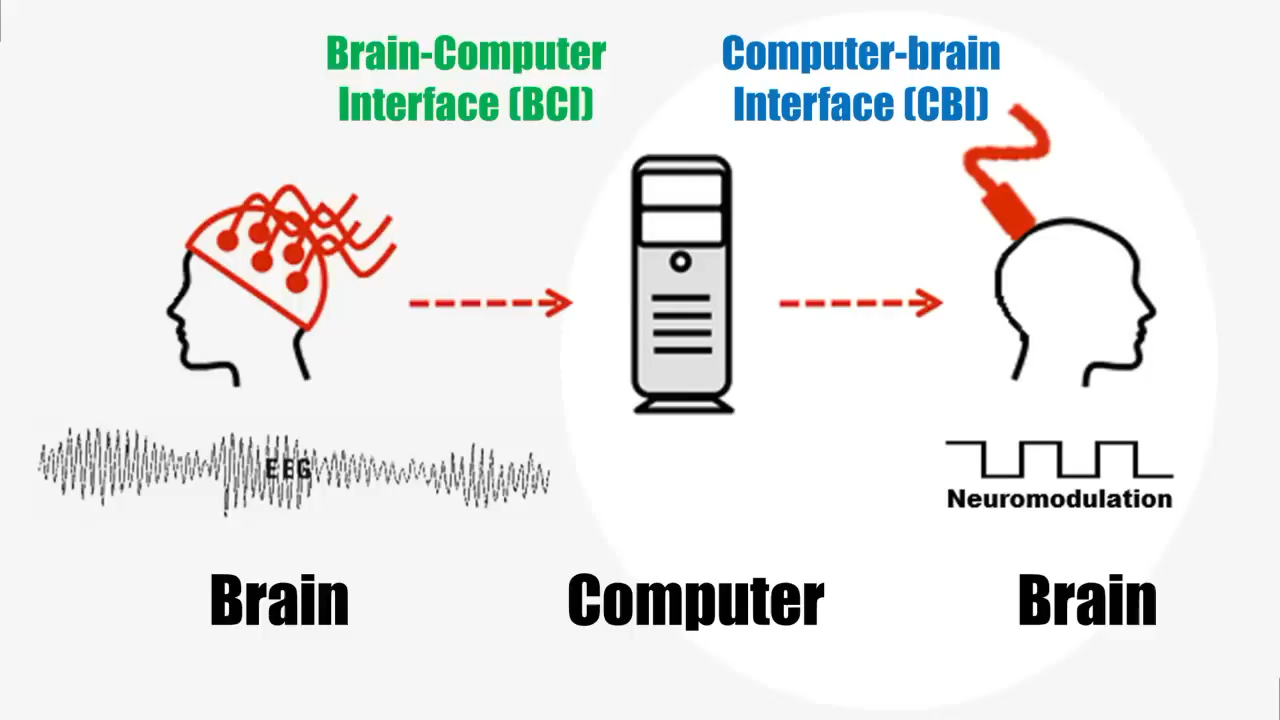 Brain-Computer
Interface (BCI)
Computer-brain
Interface (CBI)
EEG
Neuromodulation
Brain
Computer
Brain